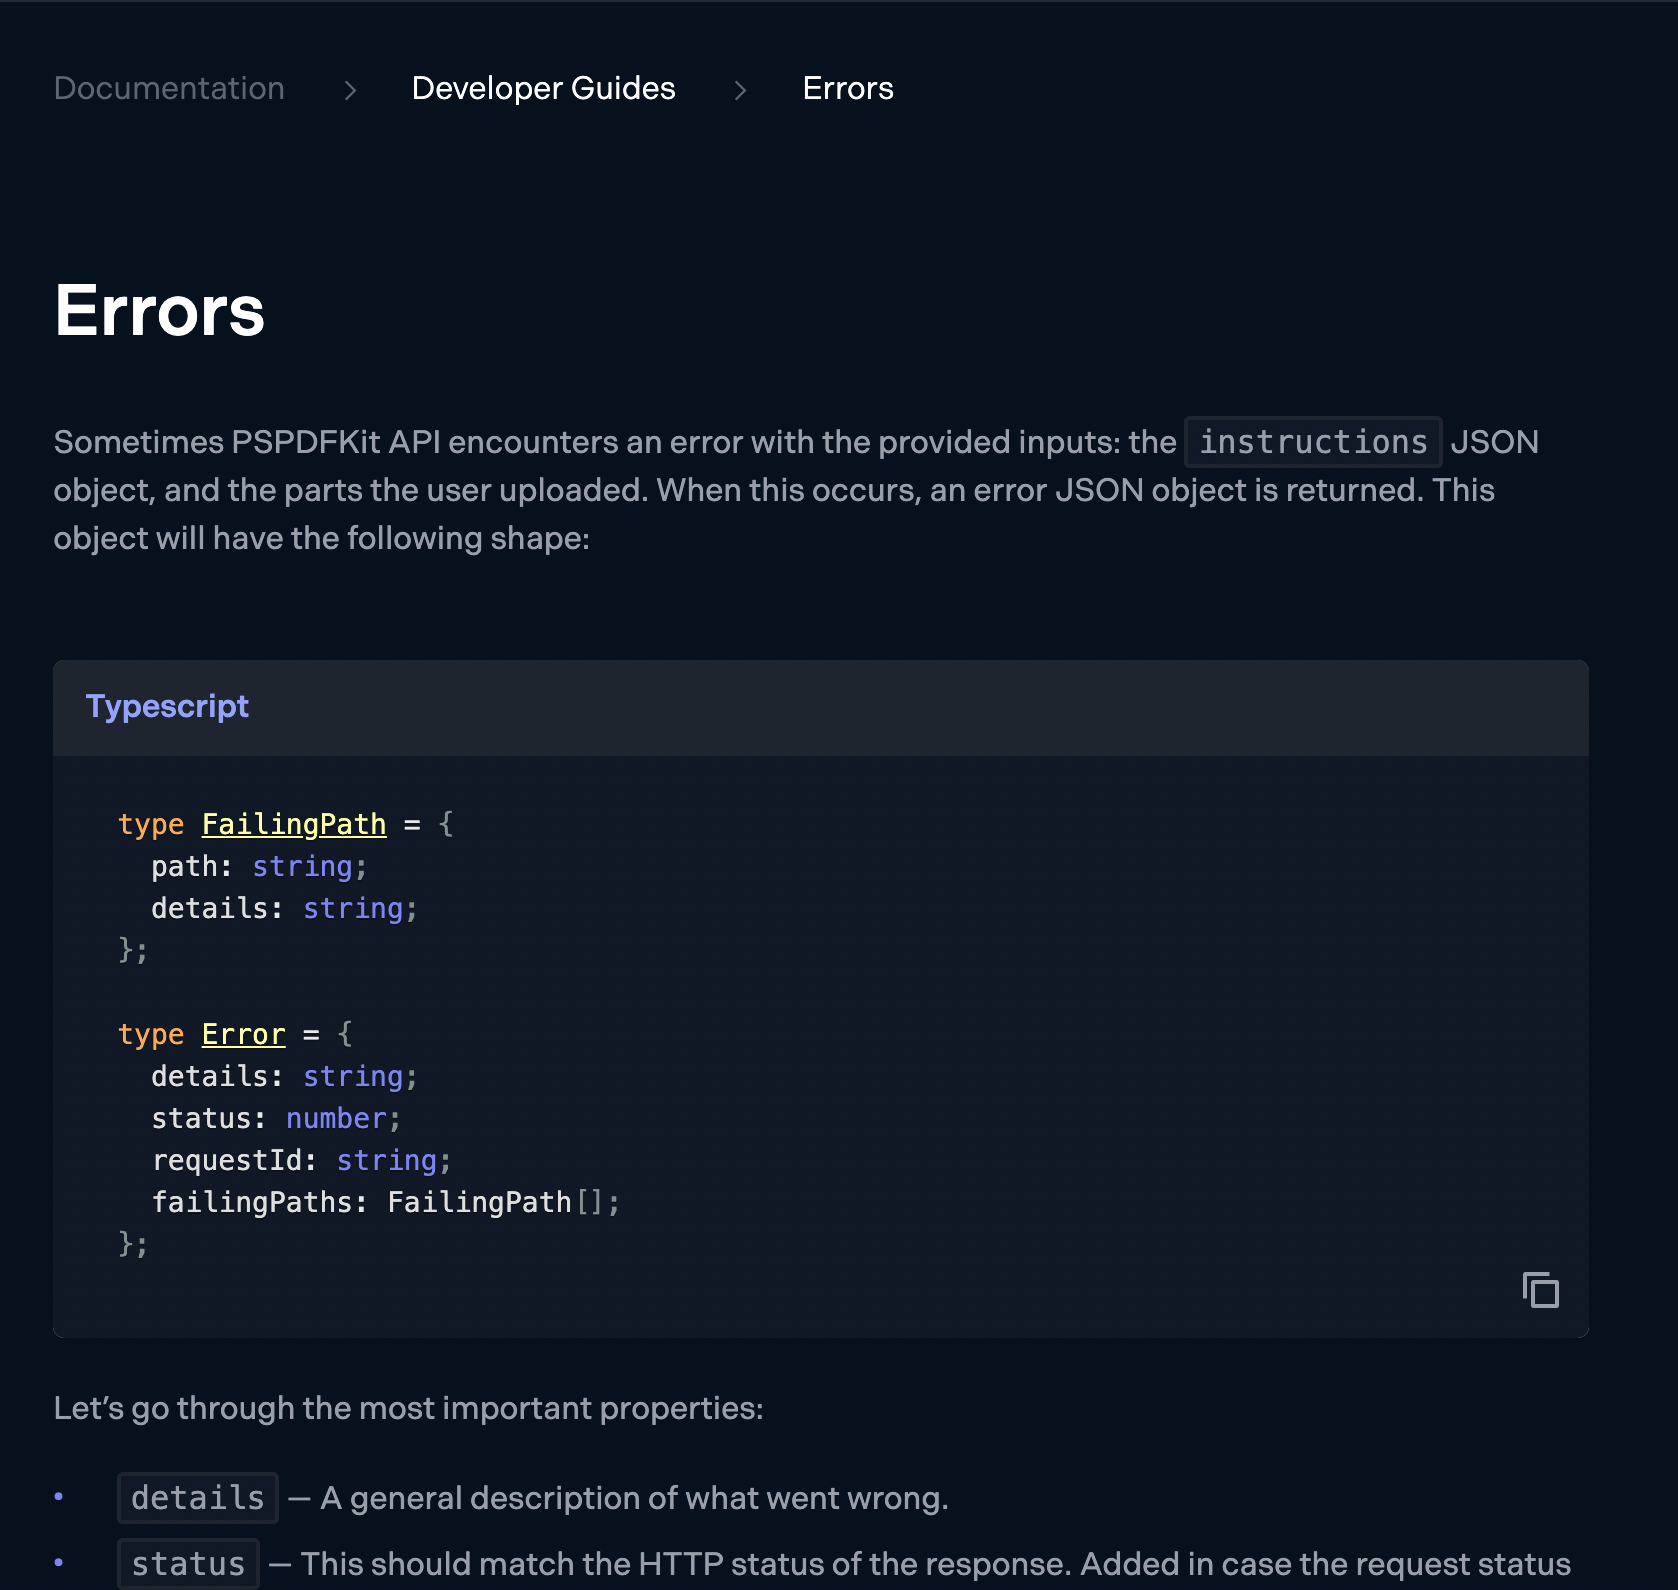 Documentation > Developer Guides > Errors
Errors
Sometimes PSPDFKit API encounters an error with the provided inputs: the instructions JSON
object, and the parts the user uploaded. When this occurs, an error JSON object is returned. This
object will have the following shape:
Typescript
type FailingPath = {
  path: string;
  details: string;
};
type Error = {
  details: string;
  status: number;
  requestId: string;
  failingPaths: FailingPath[];
};
Let’s go through the most important properties:
• details — A general description of what went wrong.
• status — This should match the HTTP status of the response. Added in case the request status